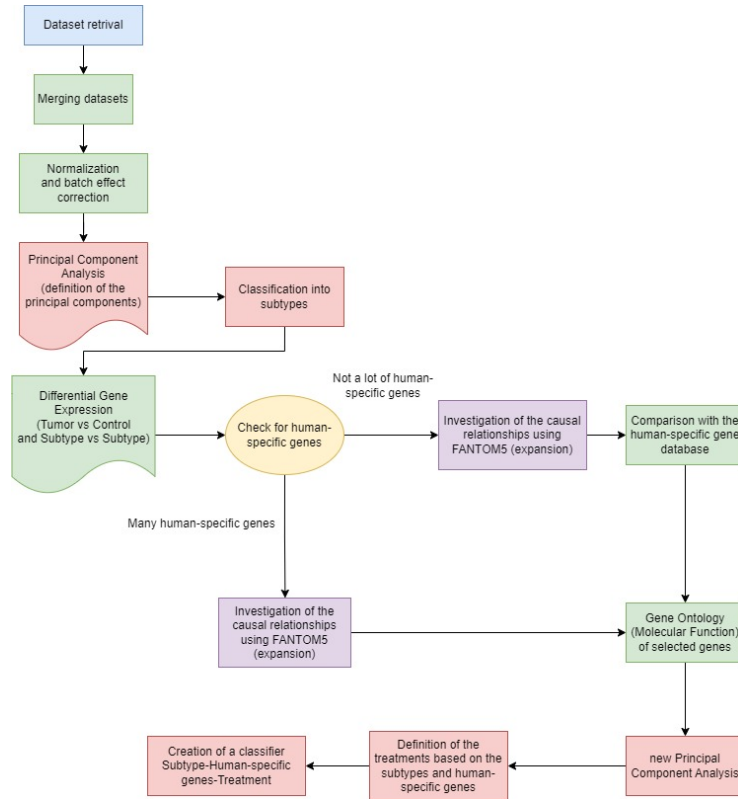 Dataset retrival
Merging datasets
Normalization
and batch effect
correction
Principal Component
Analysis
(definition of the
principal components)
Classification into
subtypes
Differential Gene
Expression
(Tumor vs Control
and Subtype vs Subtype)
Check for human-
specific genes
Not a lot of human-
specific genes
Investigation of the causal
relationships using
FANTOM5 (expansion)
Comparison with the
human-specific gene
database
Many human-specific genes
Investigation of the
causal relationships
using FANTOM5
(expansion)
Gene Ontology
(Molecular Function)
of selected genes
new Principal
Component Analysis
Definition of the
treatments based on the
subtypes and human-
specific genes
Creation of a classifier
Subtype-Human-specific
genes-Treatment